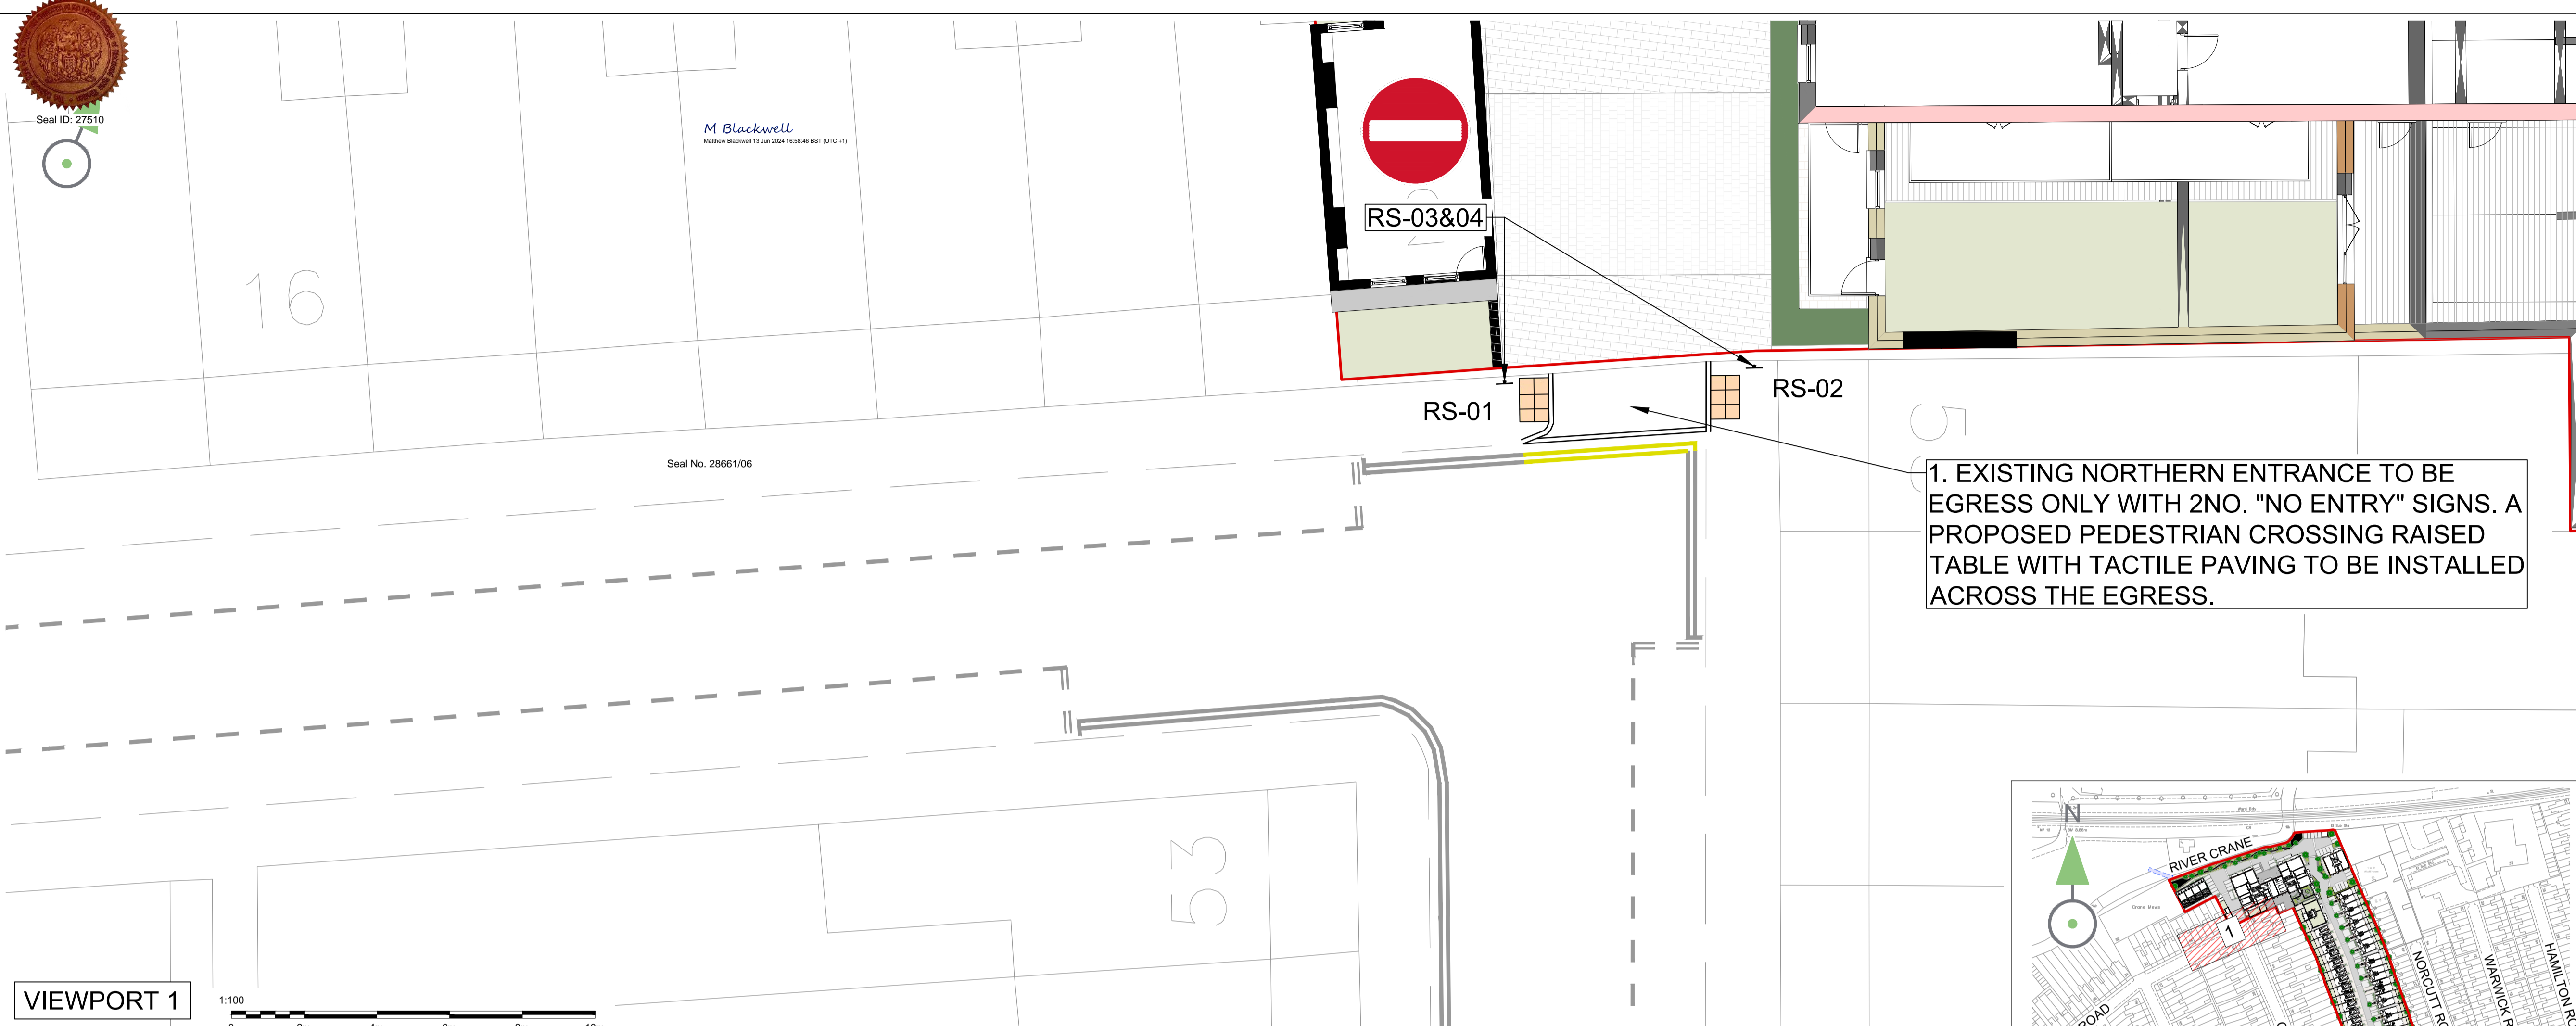 Seal ID: 27510
M Blackwell
Matthew Blackwell 13 Jun 2024 16:58:46 BST (UTC +1)
16
RS-03&04
RS-01
RS-02
Seal No. 28661/06
1. EXISTING NORTHERN ENTRANCE TO BE
EGRESS ONLY WITH 2NO. "NO ENTRY" SIGNS. A
PROPOSED PEDESTRIAN CROSSING RAISED
TABLE WITH TACTILE PAVING TO BE INSTALLED
ACROSS THE EGRESS.
53
N
RIVER CRANE
Crane Mews
1
ROAD
NORCUTT RO
WARWICK R
HAMILTON
VIEWPORT 1
1:100